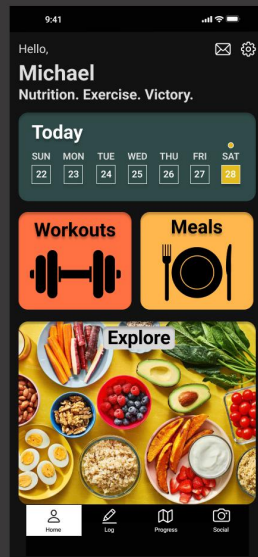 9:41
Hello,
Michael
Nutrition. Exercise. Victory.
Today
SUN MON TUE WED THU FRI SAT
22 23 24 25 26 27 28
Workouts Meals
Explore
Home Log Progress Social